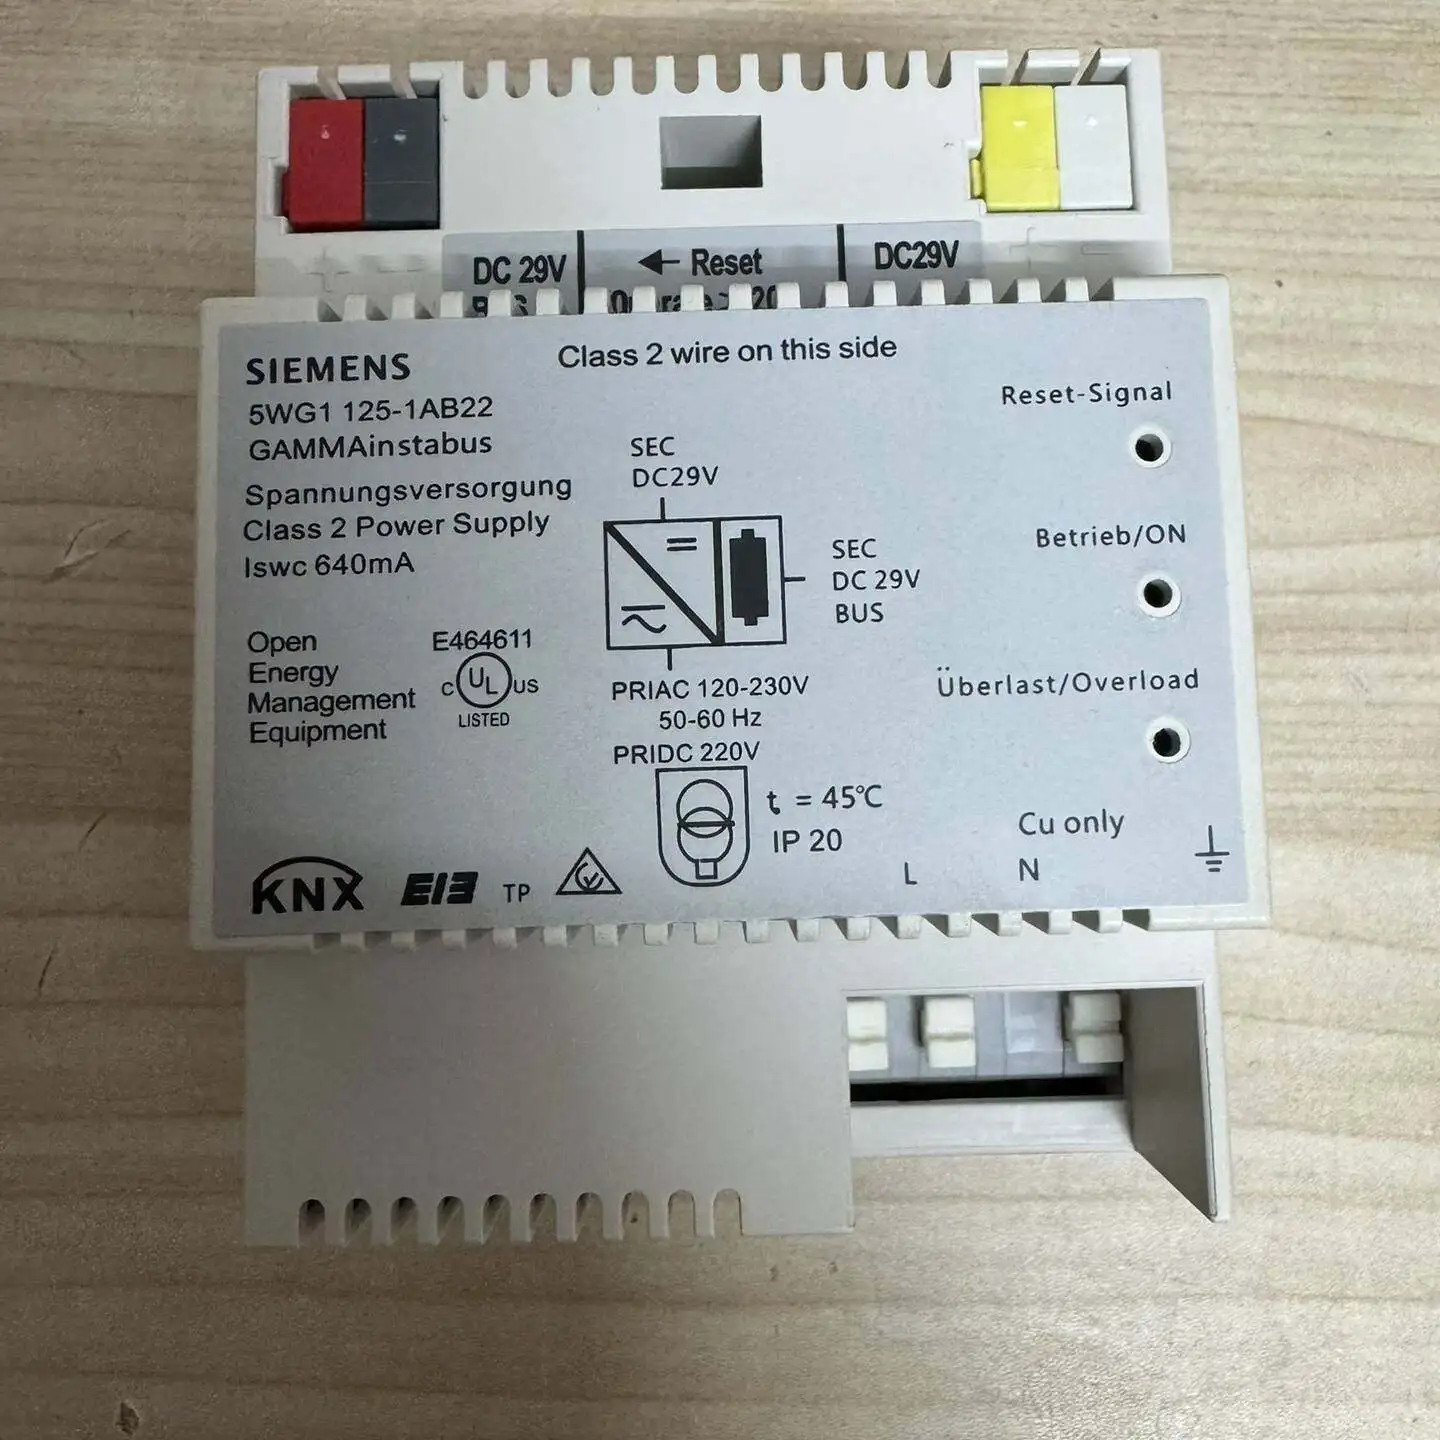 DC 29V
← Reset
DC29V
SIEMENS
5WG1 125-1AB22
GAMMAinstabus
Spannungsversorgung
Class 2 Power Supply
Iswc 640mA
Open
Energy
Management
Equipment
E464611
C UL US
LISTED
Class 2 wire on this side
SEC
DC29V
SEC
DC 29V
BUS
PRIAC 120-230V
50-60 Hz
PRIDC 220V
t = 45°C
IP 20
Reset-Signal
Betrieb/ON
Überlast/Overload
Cu only
L
N
KNX
EIB
TP